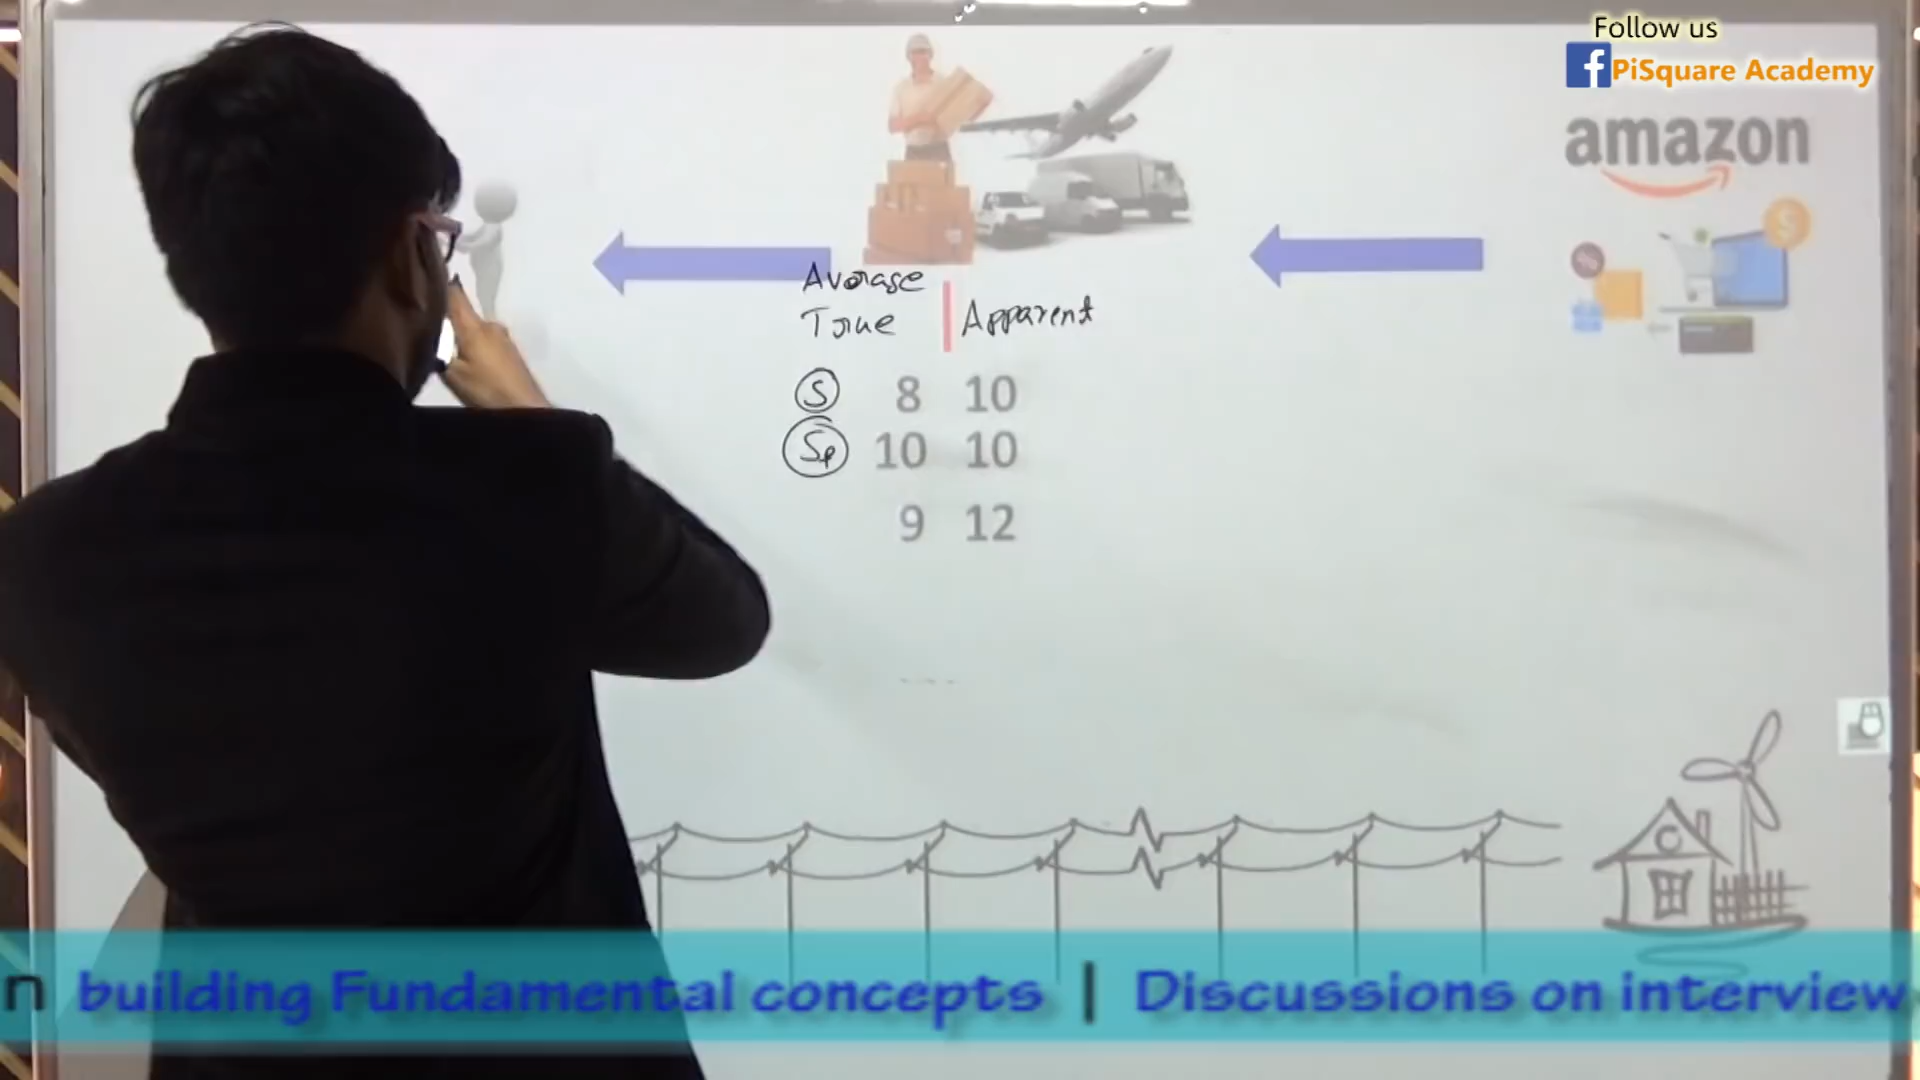 Follow us
PiSquare Academy
amazon
Average
True | Apparent
S 8 10
Sp 10 10
9 12
n building Fundamental concepts | Discussions on interview